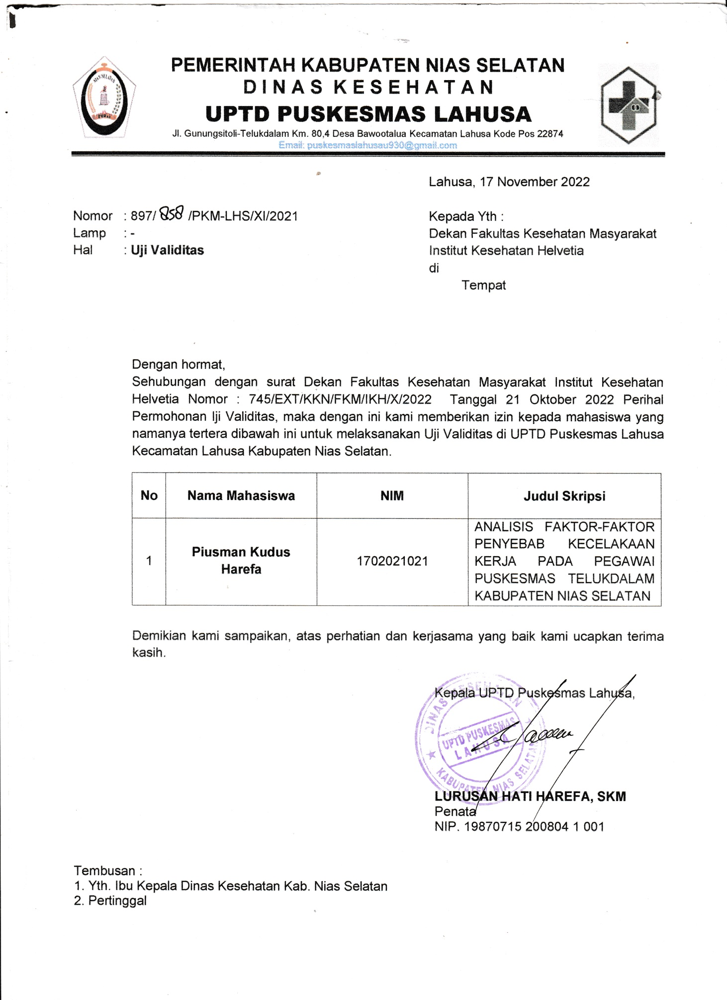 PEMERINTAH KABUPATEN NIAS SELATAN
DINAS KESEHATAN
UPTD PUSKESMAS LAHUSA
Jl. Gunungsitoli-Telukdalam Km. 80,4 Desa Bawootalua Kecamatan Lahusa Kode Pos 22874
Email: puskesmaslahusau930@gmail.com
NIAS SELATAN
Lahusa, 17 November 2022
Nomor : 897/ 858 /PKM-LHS/XI/2021
Lamp : -
Hal : Uji Validitas
Kepada Yth :
Dekan Fakultas Kesehatan Masyarakat
Institut Kesehatan Helvetia
di
Tempat
Dengan hormat,
Sehubungan dengan surat Dekan Fakultas Kesehatan Masyarakat Institut Kesehatan
Helvetia Nomor : 745/EXT/KKN/FKM/IKH/X/2022 Tanggal 21 Oktober 2022 Perihal
Permohonan Iji Validitas, maka dengan ini kami memberikan izin kepada mahasiswa yang
namanya tertera dibawah ini untuk melaksanakan Uji Validitas di UPTD Puskesmas Lahusa
Kecamatan Lahusa Kabupaten Nias Selatan.
No Nama Mahasiswa NIM Judul Skripsi
1
Piusman Kudus
Harefa
1702021021
ANALISIS FAKTOR-FAKTOR
PENYEBAB KECELAKAAN
KERJA PADA PEGAWAI
PUSKESMAS TELUKDALAM
KABUPATEN NIAS SELATAN
Demikian kami sampaikan, atas perhatian dan kerjasama yang baik kami ucapkan terima
kasih.
Kepala UPTD Puskesmas Lahusa,
DINAS KESEHATAN
UPTD PUSKESMAS
LAHUSA
KABUPATEN NIAS SELATAN
LURUSAN HATI HAREFA, SKM
Penata
NIP. 19870715 200804 1 001
Tembusan :
1. Yth. Ibu Kepala Dinas Kesehatan Kab. Nias Selatan
2. Pertinggal